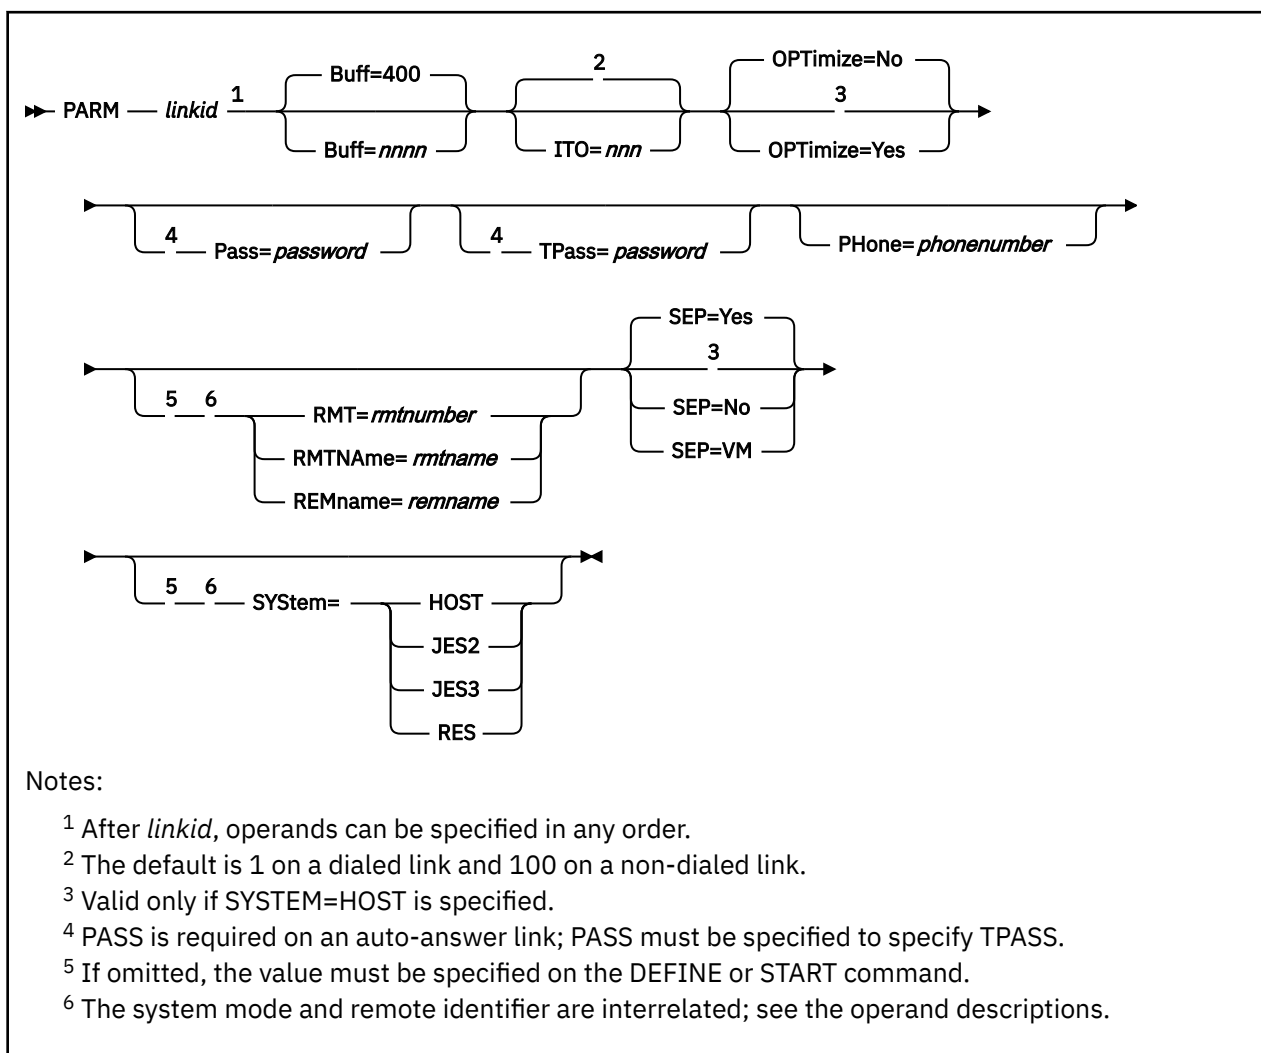 Buff=400
2
OPTimize=No
PARM linkid 1
3
Buff=nnnn
ITO=nnn
OPTimize=Yes
4 Pass=password
4 TPass=password
PHone=phonenumber
SEP=Yes
3
5 6
RMT=rmtnumber
SEP=No
RMTNAme=rmtname
SEP=VM
REMname=remname
5 6 SYStem= HOST
JES2
JES3
RES
Notes:
1 After linkid, operands can be specified in any order.
2 The default is 1 on a dialed link and 100 on a non-dialed link.
3 Valid only if SYSTEM=HOST is specified.
4 PASS is required on an auto-answer link; PASS must be specified to specify TPASS.
5 If omitted, the value must be specified on the DEFINE or START command.
6 The system mode and remote identifier are interrelated; see the operand descriptions.